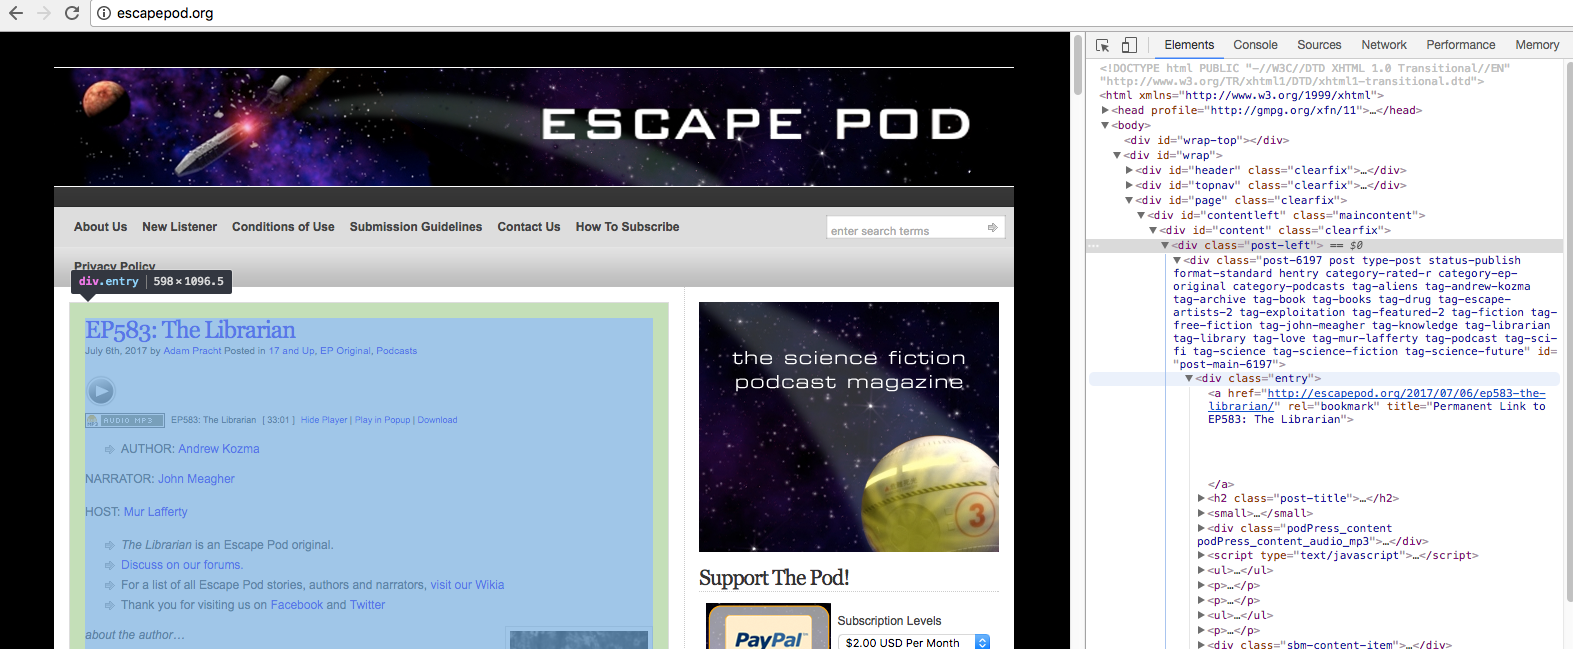 escapepod.org
ESCAPE POD
About Us New Listener Conditions of Use Submission Guidelines Contact Us How To Subscribe
enter search terms
Privacy Policy
div.entry 598 × 1096.5
EP583: The Librarian
July 6th, 2017 by Adam Pracht Posted in 17 and Up, EP Original, Podcasts
AUDIO MP3 EP583: The Librarian [ 33:01 ] Hide Player | Play in Popup | Download
AUTHOR: Andrew Kozma
NARRATOR: John Meagher
HOST: Mur Lafferty
The Librarian is an Escape Pod original.
Discuss on our forums.
For a list of all Escape Pod stories, authors and narrators, visit our Wikia
Thank you for visiting us on Facebook and Twitter
about the author…
the science fiction
podcast magazine
3
Support The Pod!
PayPal
Subscription Levels
$2.00 USD Per Month
Elements Console Sources Network Performance Memory
<!DOCTYPE html PUBLIC "-//W3C//DTD XHTML 1.0 Transitional//EN"
"http://www.w3.org/TR/xhtml1/DTD/xhtml1-transitional.dtd">
<html xmlns="http://www.w3.org/1999/xhtml">
<head profile="http://gmpg.org/xfn/11">…</head>
<body>
<div id="wrap-top"></div>
<div id="wrap">
<div id="header" class="clearfix">…</div>
<div id="topnav" class="clearfix">…</div>
<div id="page" class="clearfix">
<div id="contentleft" class="maincontent">
<div id="content" class="clearfix">
… <div class="post-left"> == $0
<div class="post-6197 post type-post status-publish
format-standard hentry category-rated-r category-ep-
original category-podcasts tag-aliens tag-andrew-kozma
tag-archive tag-book tag-books tag-drug tag-escape-
artists-2 tag-exploitation tag-featured-2 tag-fiction tag-
free-fiction tag-john-meagher tag-knowledge tag-librarian
tag-library tag-love tag-mur-lafferty tag-podcast tag-sci-
fi tag-science tag-science-fiction tag-science-future" id=
"post-main-6197">
<div class="entry">
<a href="http://escapepod.org/2017/07/06/ep583-the-
librarian/" rel="bookmark" title="Permanent Link to
EP583: The Librarian">
</a>
<h2 class="post-title">…</h2>
<small>…</small>
<div class="podPress_content
podPress_content_audio_mp3">…</div>
<script type="text/javascript">…</script>
<ul>…</ul>
<p>…</p>
<p>…</p>
<ul>…</ul>
<p>…</p>
<div class="sbm-content-item">…</div>